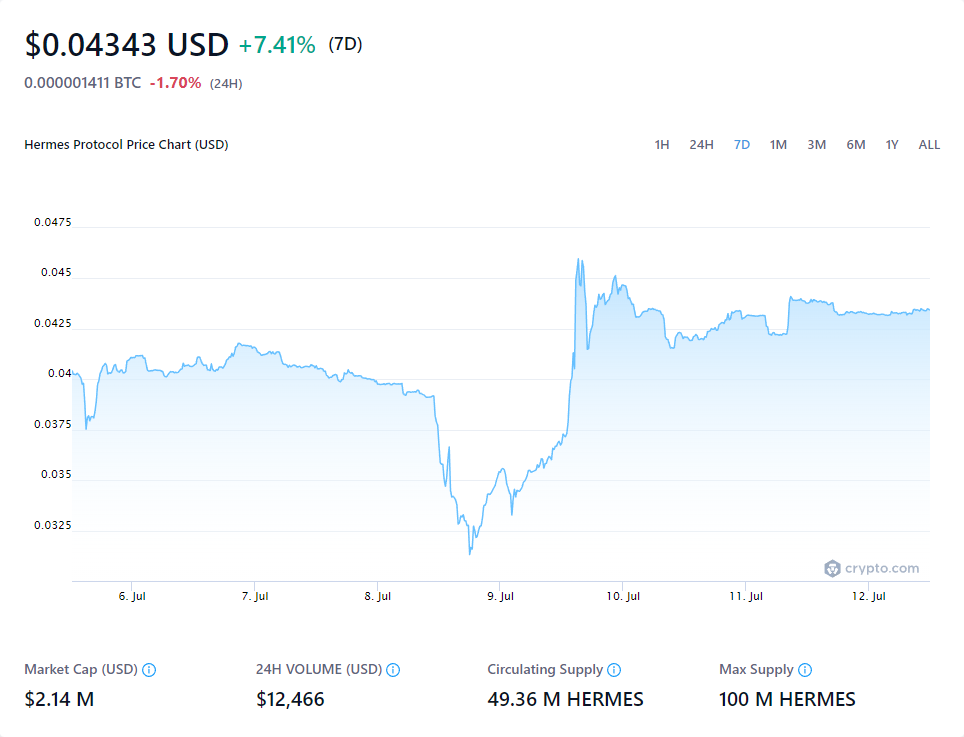 $0.04343 USD +7.41% (7D)
0.000001411 BTC -1.70% (24H)
Hermes Protocol Price Chart (USD)
1H 24H 7D 1M 3M 6M 1Y ALL
0.0475
0.045
0.0425
0.04
0.0375
0.035
0.0325
crypto.com
6. Jul 7. Jul 8. Jul 9. Jul 10. Jul 11. Jul 12. Jul
Market Cap (USD) 24H VOLUME (USD) Circulating Supply Max Supply
$2.14 M $12,466 49.36 M HERMES 100 M HERMES